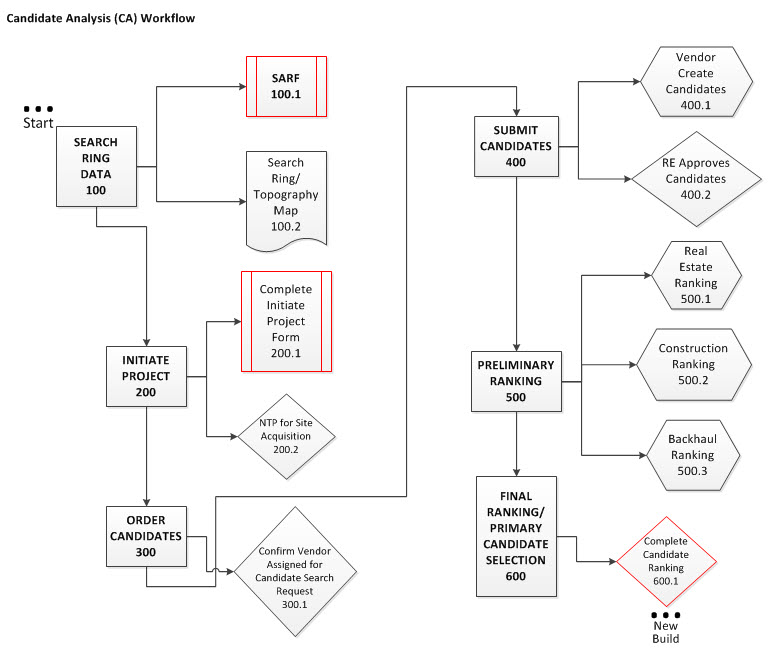 Candidate Analysis (CA) Workflow
Start
SEARCH
RING
DATA
100
SARF
100.1
Search
Ring/
Topography
Map
100.2
INITIATE
PROJECT
200
Complete
Initiate
Project
Form
200.1
NTP for Site
Acquisition
200.2
ORDER
CANDIDATES
300
Confirm Vendor
Assigned for
Candidate Search
Request
300.1
SUBMIT
CANDIDATES
400
Vendor
Create
Candidates
400.1
RE Approves
Candidates
400.2
PRELIMINARY
RANKING
500
Real
Estate
Ranking
500.1
Construction
Ranking
500.2
Backhaul
Ranking
500.3
FINAL
RANKING/
PRIMARY
CANDIDATE
SELECTION
600
Complete
Candidate
Ranking
600.1
New
Build